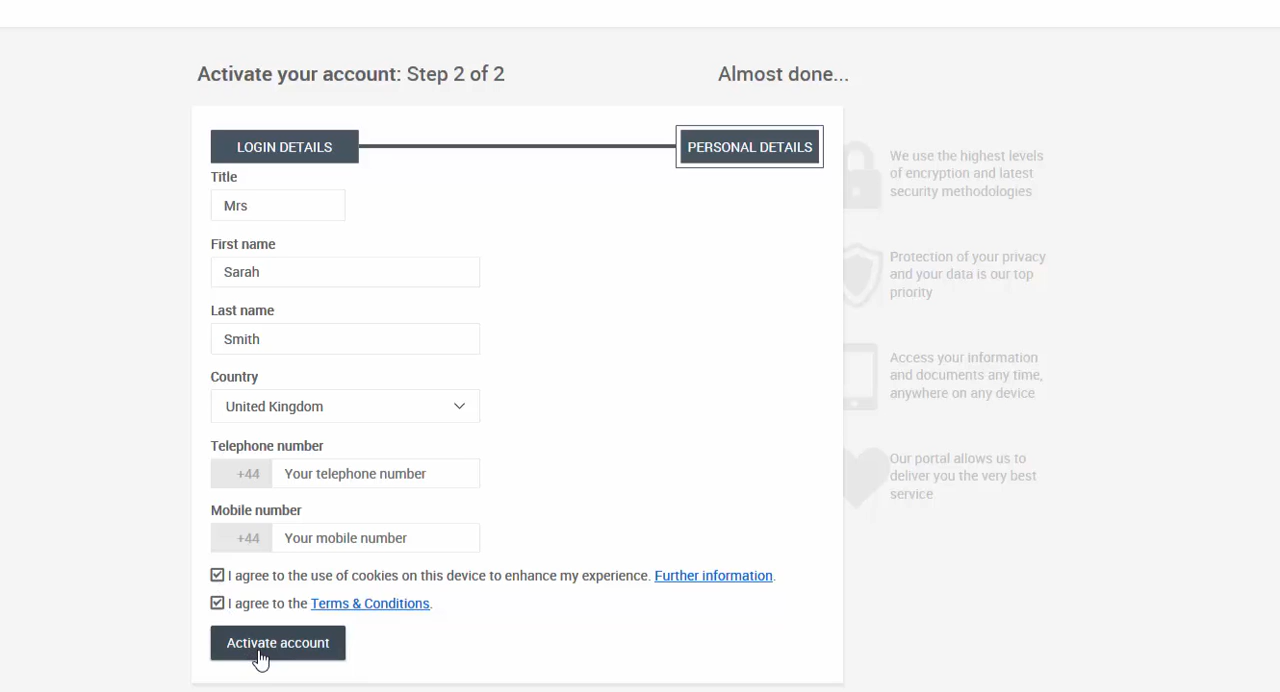 Activate your account: Step 2 of 2
Almost done...
LOGIN DETAILS
PERSONAL DETAILS
Title
Mrs
First name
Sarah
Last name
Smith
Country
United Kingdom
Telephone number
+44 Your telephone number
Mobile number
+44 Your mobile number
I agree to the use of cookies on this device to enhance my experience. Further information.
I agree to the Terms & Conditions.
Activate account
We use the highest levels
of encryption and latest
security methodologies
Protection of your privacy
and your data is our top
priority
Access your information
and documents any time,
anywhere on any device
Our portal allows us to
deliver you the very best
service